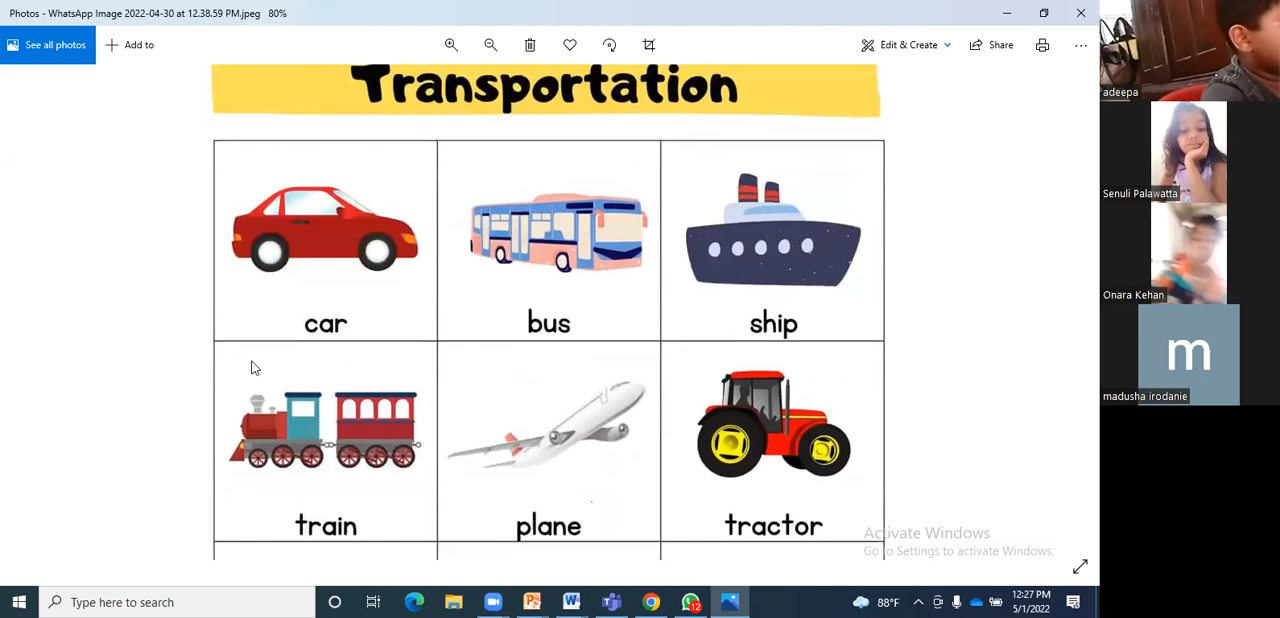 Photos - WhatsApp Image 2022-04-30 at 12.38.59 PM.jpeg 80%
See all photos
Add to
Edit & Create
Share
Transportation
car
bus
ship
train
plane
tractor
Activate Windows
Go to Settings to activate Windows.
adeepa
Senuli Palawatta
Onara Kehan
m
madusha irodanie
Type here to search
12
88°F
12:27 PM
5/1/2022